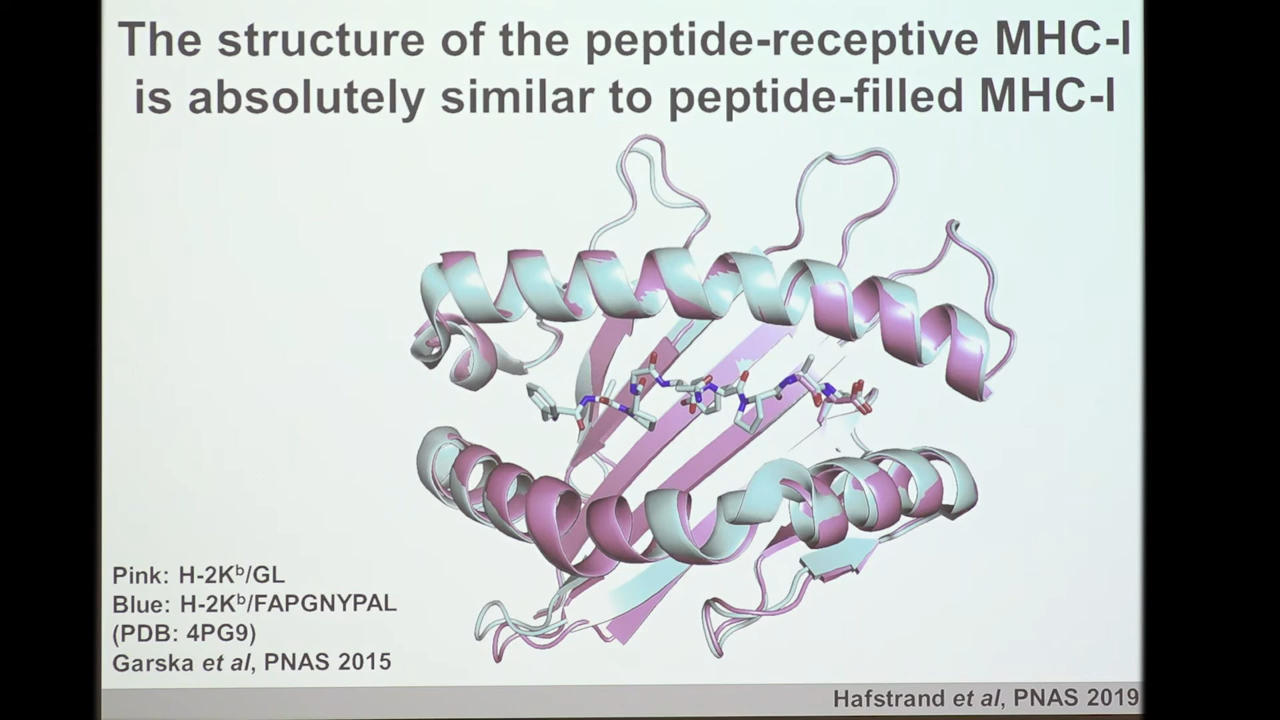 The structure of the peptide-receptive MHC-I
is absolutely similar to peptide-filled MHC-I
Pink: H-2Kᵇ/GL
Blue: H-2Kᵇ/FAPGNYPAL
(PDB: 4PG9)
Garska et al, PNAS 2015
Hafstrand et al, PNAS 2019